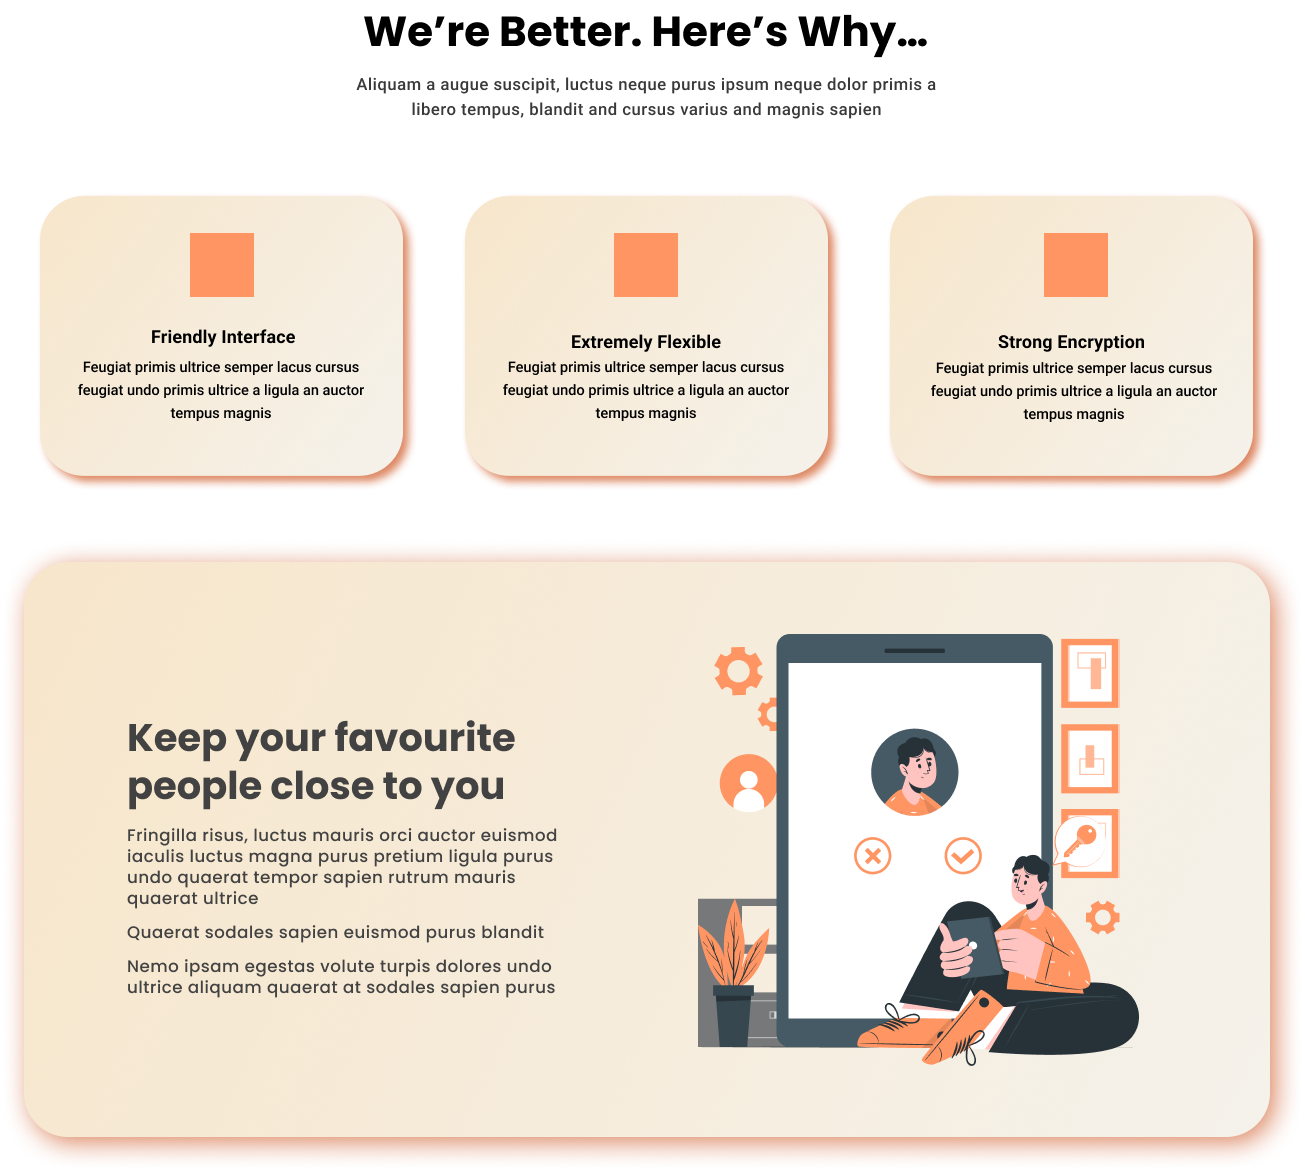 We’re Better. Here’s Why…
Aliquam a augue suscipit, luctus neque purus ipsum neque dolor primis a
libero tempus, blandit and cursus varius and magnis sapien
Friendly Interface
Feugiat primis ultrice semper lacus cursus
feugiat undo primis ultrice a ligula an auctor
tempus magnis
Extremely Flexible
Feugiat primis ultrice semper lacus cursus
feugiat undo primis ultrice a ligula an auctor
tempus magnis
Strong Encryption
Feugiat primis ultrice semper lacus cursus
feugiat undo primis ultrice a ligula an auctor
tempus magnis
Keep your favourite
people close to you
Fringilla risus, luctus mauris orci auctor euismod
iaculis luctus magna purus pretium ligula purus
undo quaerat tempor sapien rutrum mauris
quaerat ultrice
Quaerat sodales sapien euismod purus blandit
Nemo ipsam egestas volute turpis dolores undo
ultrice aliquam quaerat at sodales sapien purus